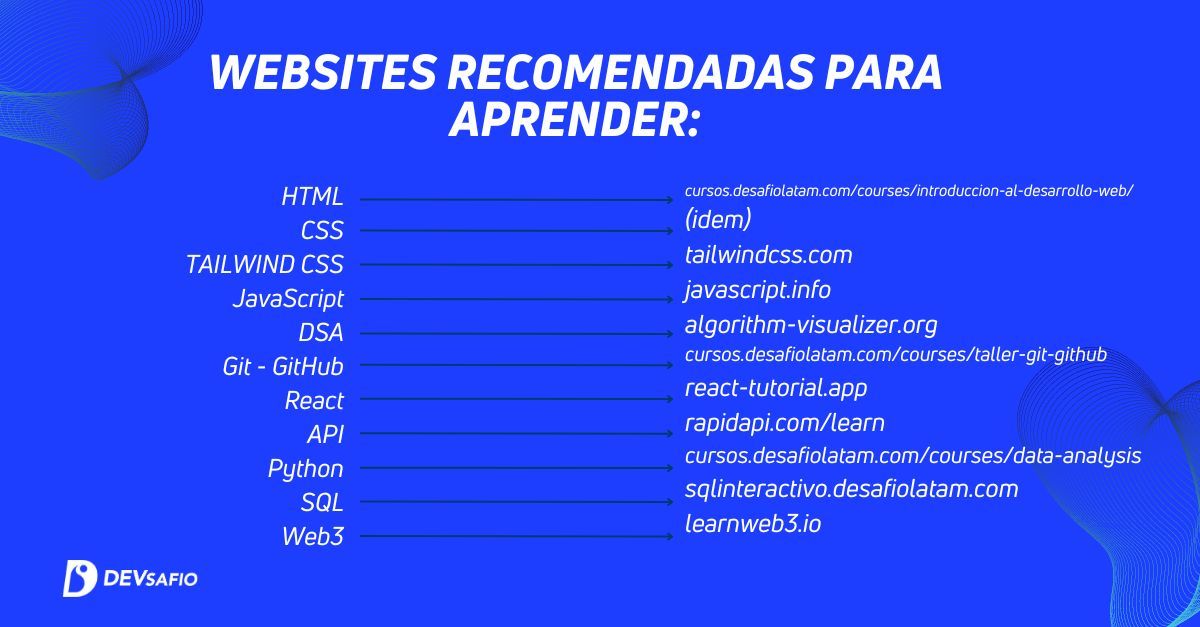 WEBSITES RECOMENDADAS PARA
APRENDER:
HTML cursos.desafiolatam.com/courses/introduccion-al-desarrollo-web/
CSS (idem)
TAILWIND CSS tailwindcss.com
JavaScript javascript.info
DSA algorithm-visualizer.org
Git - GitHub cursos.desafiolatam.com/courses/taller-git-github
React react-tutorial.app
API rapidapi.com/learn
Python cursos.desafiolatam.com/courses/data-analysis
SQL sqlinteractivo.desafiolatam.com
Web3 learnweb3.io
DEVSAFIO